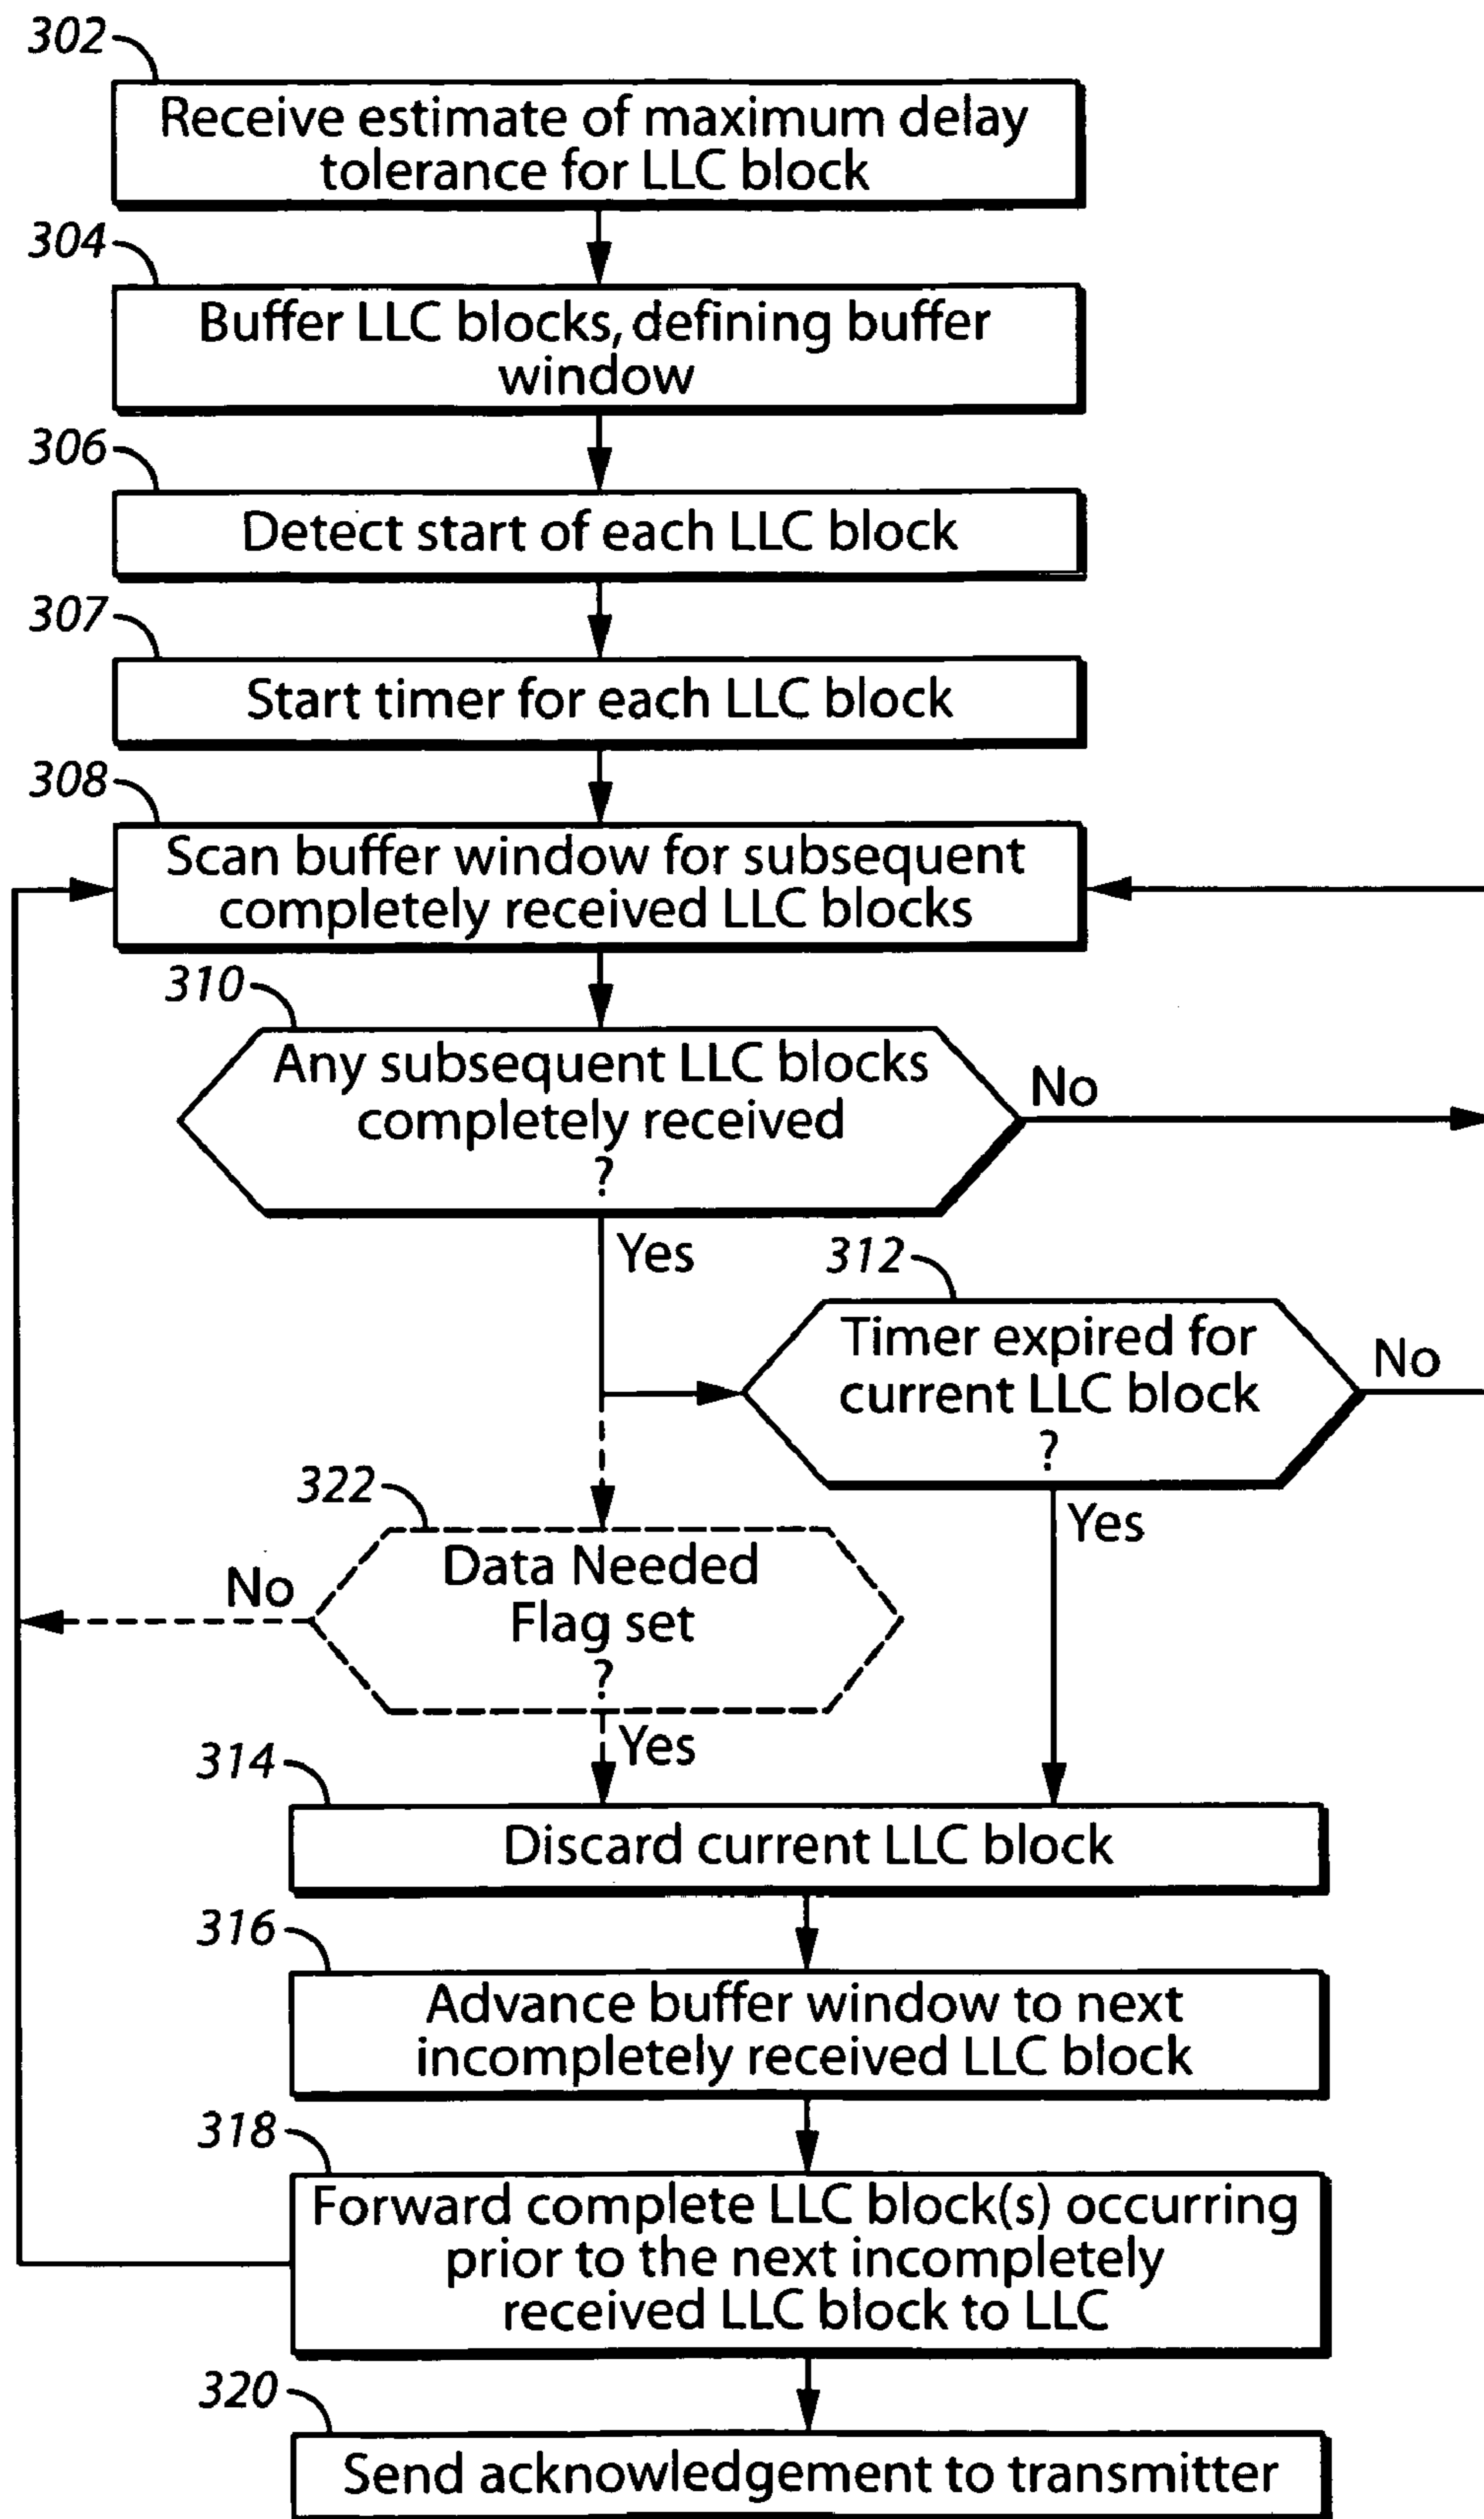 302
Receive estimate of maximum delay
tolerance for LLC block
304
Buffer LLC blocks, defining buffer
window
306
Detect start of each LLC block
307
Start timer for each LLC block
308
Scan buffer window for subsequent
completely received LLC blocks
310
Any subsequent LLC blocks
completely received
?
No
Yes
312
Timer expired for
current LLC block
?
No
Yes
322
Data Needed
Flag set
?
No
Yes
314
Discard current LLC block
316
Advance buffer window to next
incompletely received LLC block
318
Forward complete LLC block(s) occurring
prior to the next incompletely
received LLC block to LLC
320
Send acknowledgement to transmitter